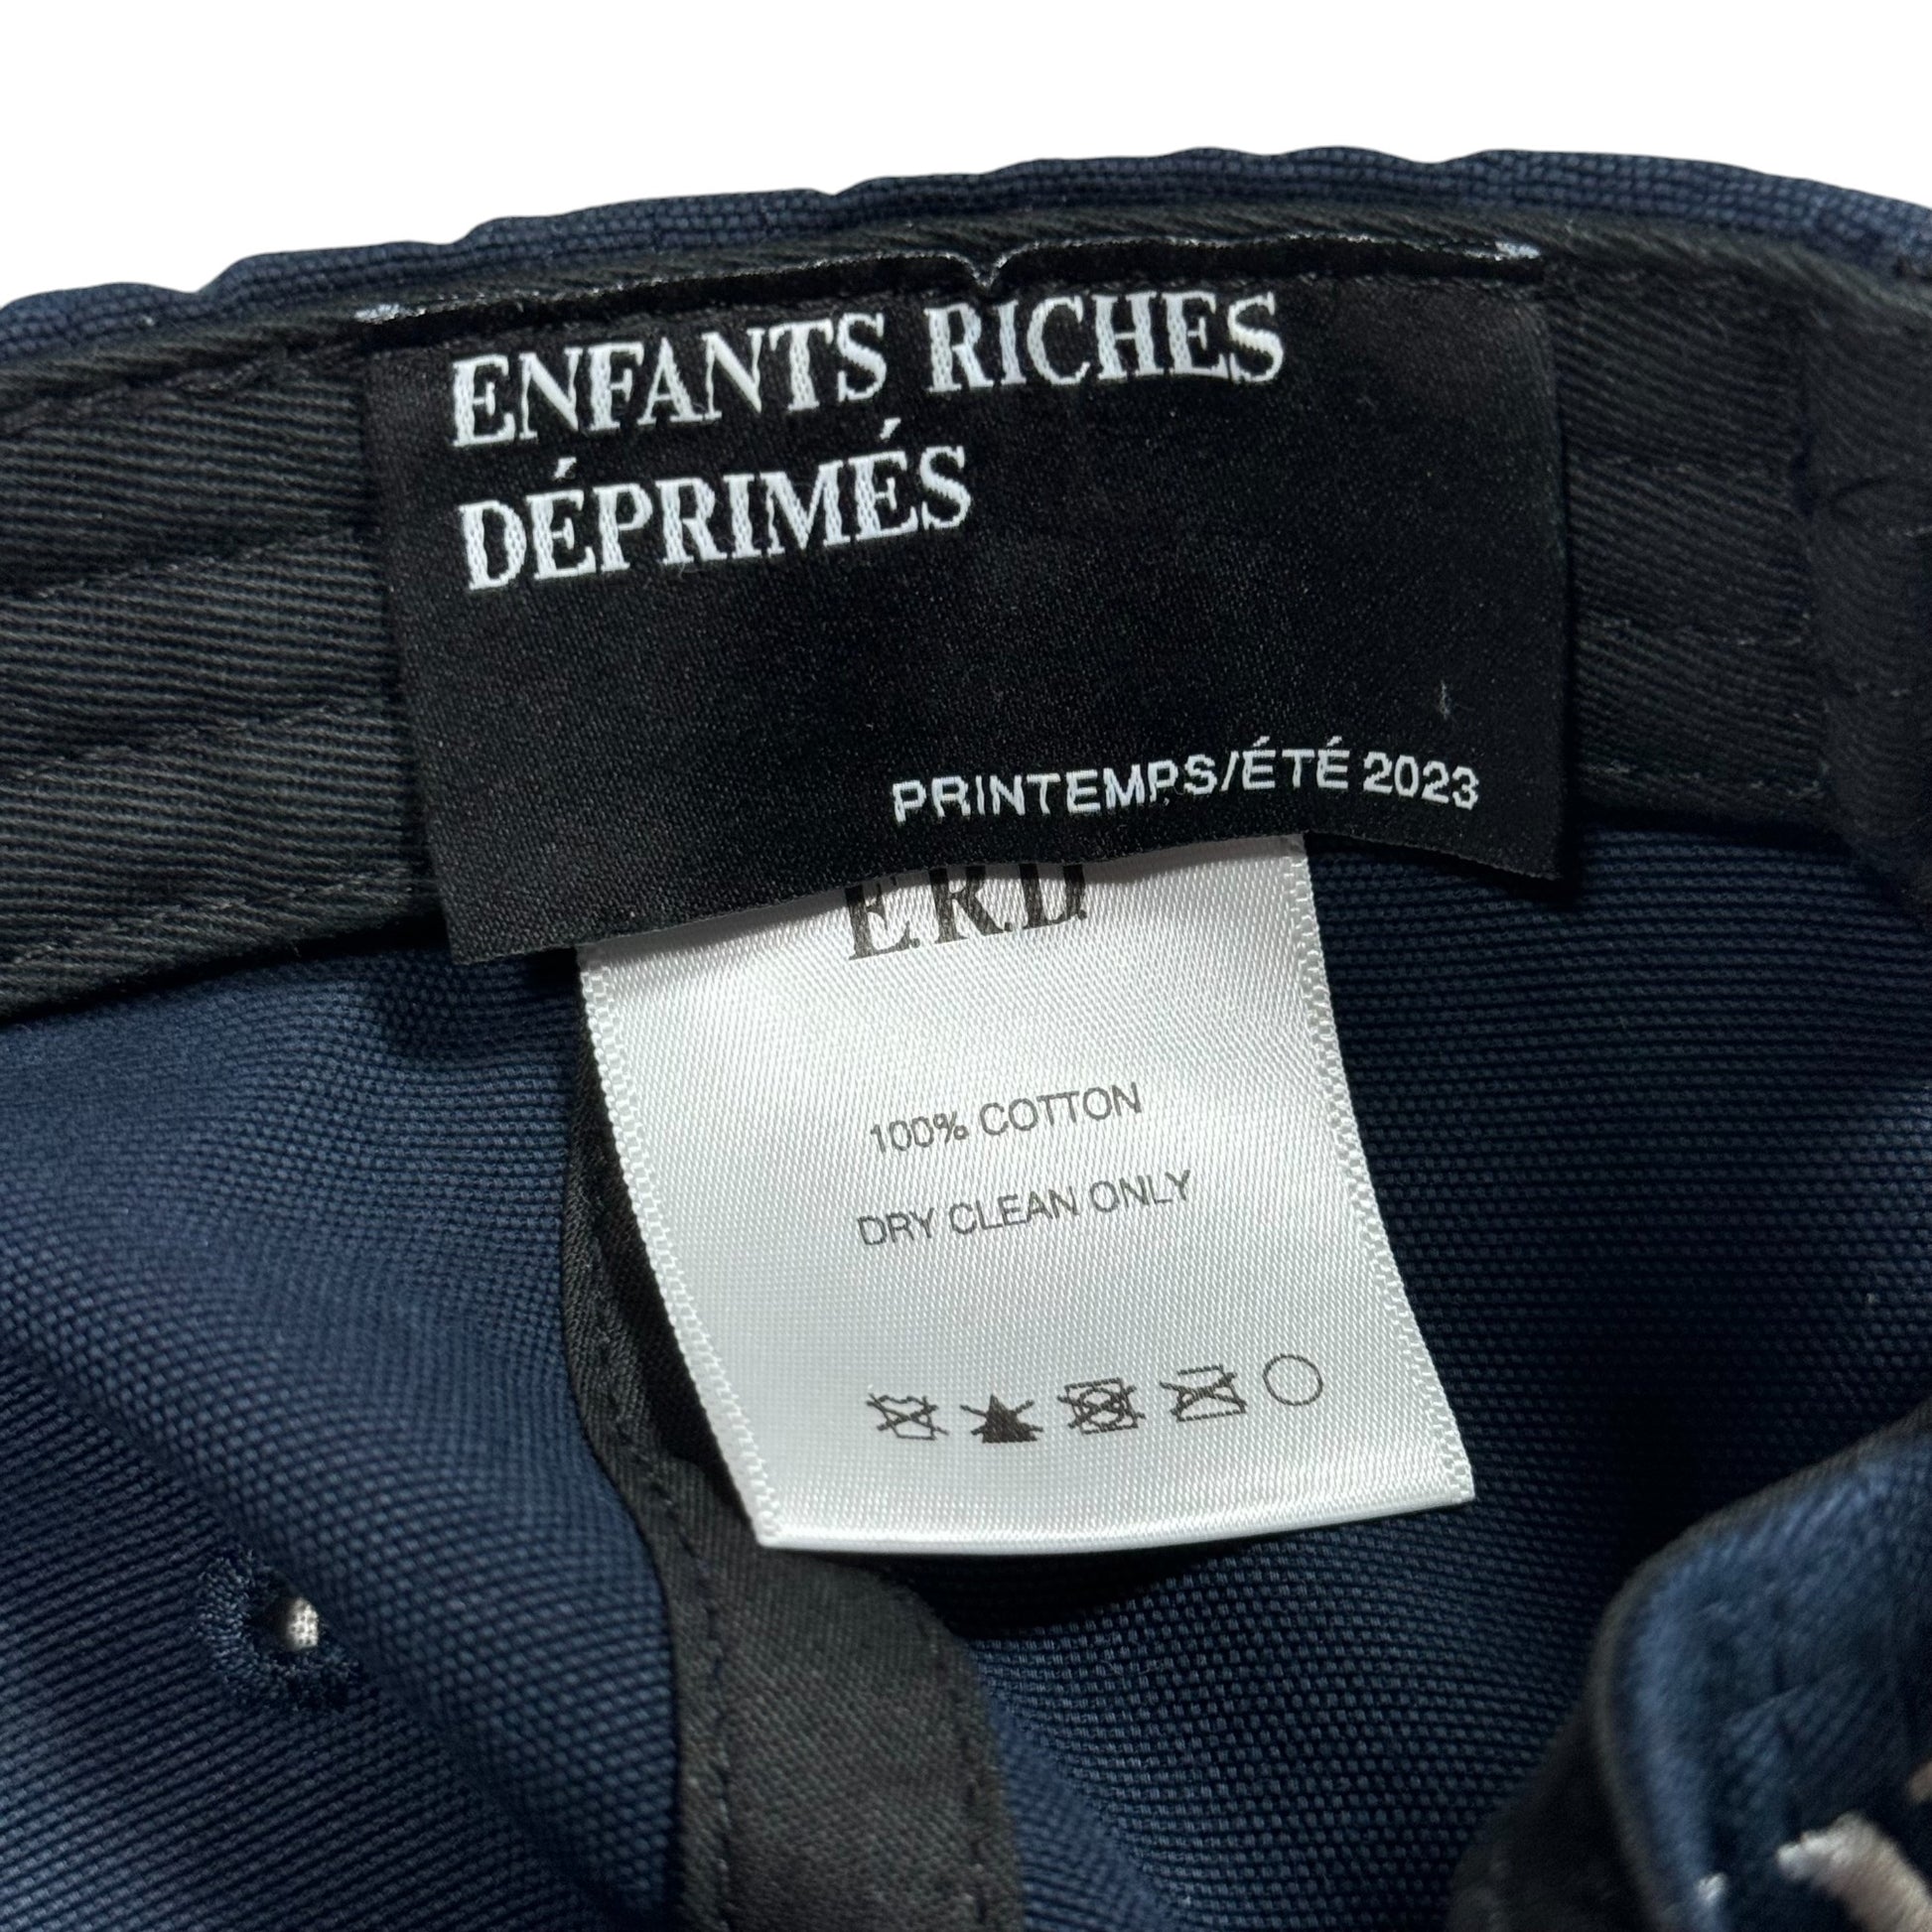 ENFANTS RICHES
DÉPRIMÉS
PRINTEMPS/ÉTÉ 2023
E.R.D.
100% COTTON
DRY CLEAN ONLY